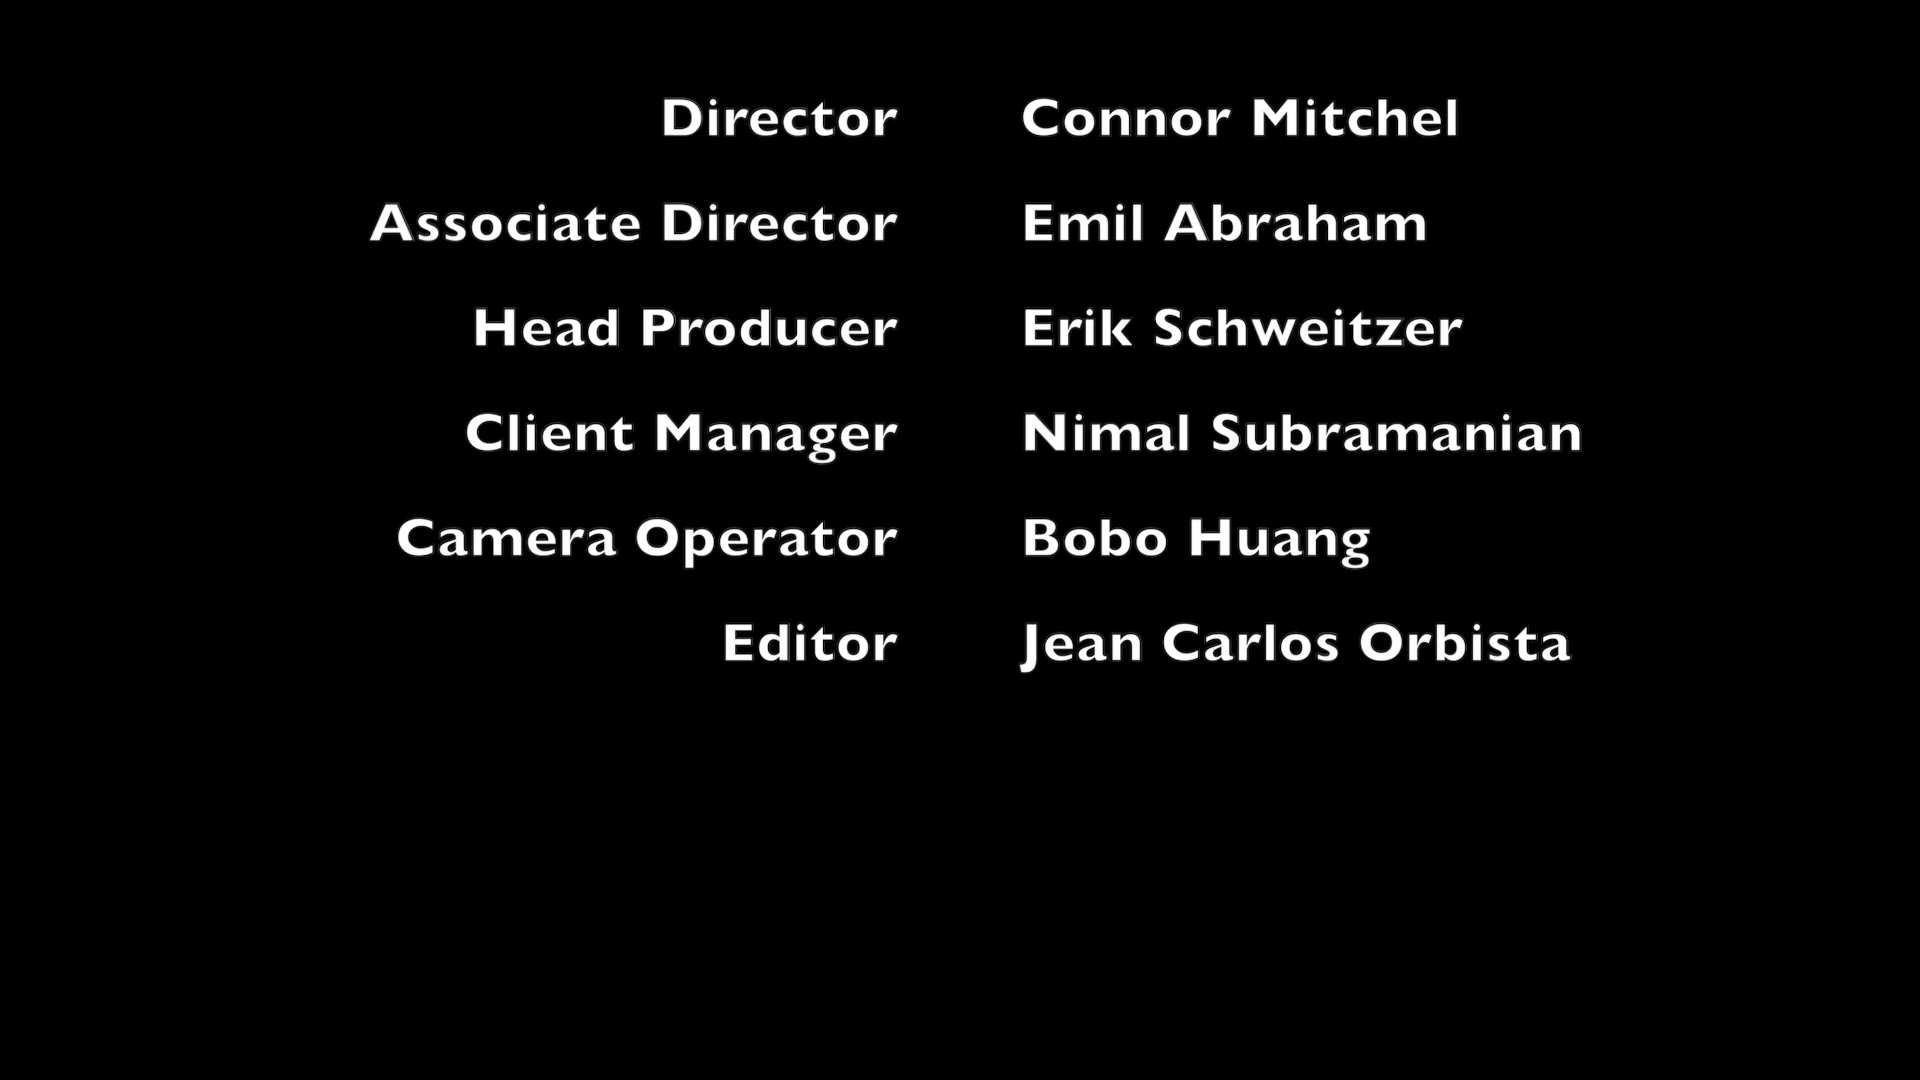 Director Connor Mitchel
Associate Director Emil Abraham
Head Producer Erik Schweitzer
Client Manager Nimal Subramanian
Camera Operator Bobo Huang
Editor Jean Carlos Orbista